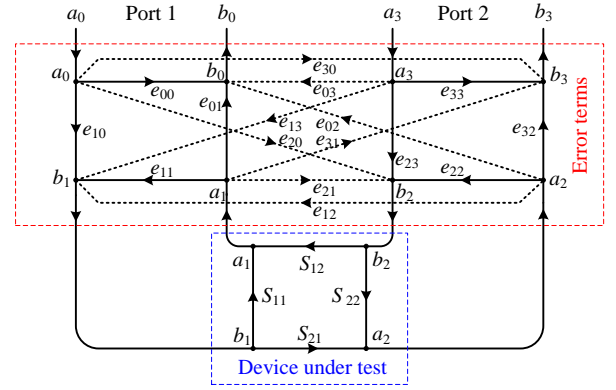 a₀ Port 1 b₀ a₃ Port 2 b₃
a₀ b₀ e₃₀ a₃ b₃
e₀₀ e₀₃ e₃₃
e₁₀ e₀₁ e₁₃ e₀₂ e₃₂
e₂₀ e₃₁
b₁ e₁₁ e₂₃ e₂₂
a₁ e₂₁ b₂ a₂
e₁₂
Error terms
a₁ S₁₂ b₂
S₁₁ S₂₂
b₁ S₂₁ a₂
Device under test